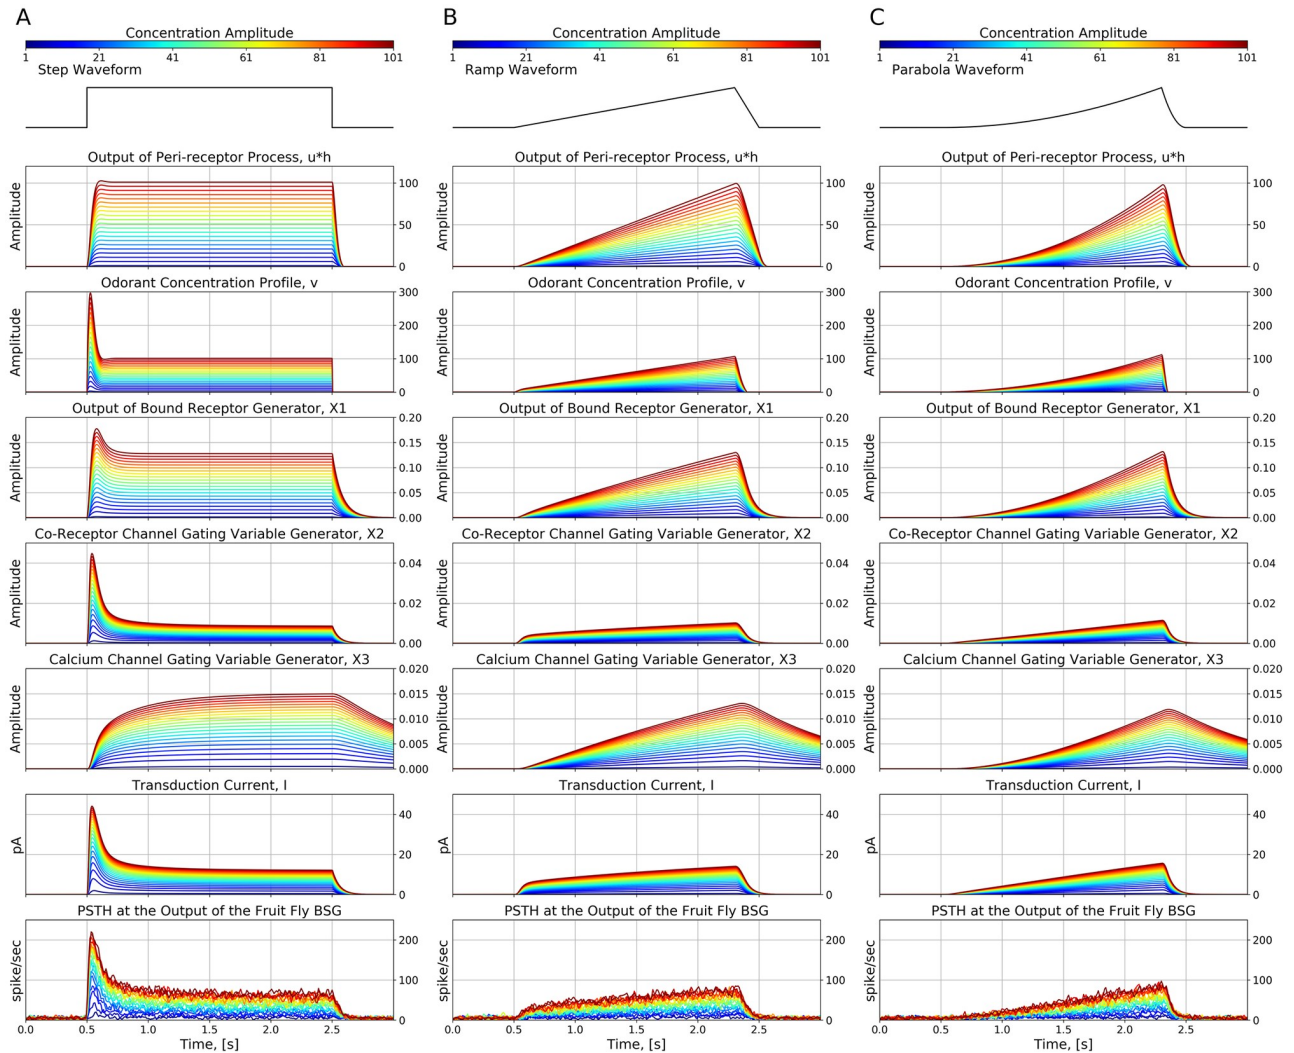 A
Concentration Amplitude
1 21 41 61 81 101
Step Waveform
Output of Peri-receptor Process, u*h
Amplitude
100
50
0
Odorant Concentration Profile, v
Amplitude
300
200
100
0
Output of Bound Receptor Generator, X1
Amplitude
0.20
0.15
0.10
0.05
0.00
Co-Receptor Channel Gating Variable Generator, X2
Amplitude
0.04
0.02
0.00
Calcium Channel Gating Variable Generator, X3
Amplitude
0.020
0.015
0.010
0.005
0.000
Transduction Current, I
pA
40
20
0
PSTH at the Output of the Fruit Fly BSG
spike/sec
200
100
0
0.0 0.5 1.0 1.5 2.0 2.5
Time, [s]
B
Concentration Amplitude
1 21 41 61 81 101
Ramp Waveform
Output of Peri-receptor Process, u*h
Amplitude
100
50
0
Odorant Concentration Profile, v
Amplitude
300
200
100
0
Output of Bound Receptor Generator, X1
Amplitude
0.20
0.15
0.10
0.05
0.00
Co-Receptor Channel Gating Variable Generator, X2
Amplitude
0.04
0.02
0.00
Calcium Channel Gating Variable Generator, X3
Amplitude
0.020
0.015
0.010
0.005
0.000
Transduction Current, I
pA
40
20
0
PSTH at the Output of the Fruit Fly BSG
spike/sec
200
100
0
0.0 0.5 1.0 1.5 2.0 2.5
Time, [s]
C
Concentration Amplitude
1 21 41 61 81 101
Parabola Waveform
Output of Peri-receptor Process, u*h
Amplitude
100
50
0
Odorant Concentration Profile, v
Amplitude
300
200
100
0
Output of Bound Receptor Generator, X1
Amplitude
0.20
0.15
0.10
0.05
0.00
Co-Receptor Channel Gating Variable Generator, X2
Amplitude
0.04
0.02
0.00
Calcium Channel Gating Variable Generator, X3
Amplitude
0.020
0.015
0.010
0.005
0.000
Transduction Current, I
pA
40
20
0
PSTH at the Output of the Fruit Fly BSG
spike/sec
200
100
0
0.0 0.5 1.0 1.5 2.0 2.5
Time, [s]